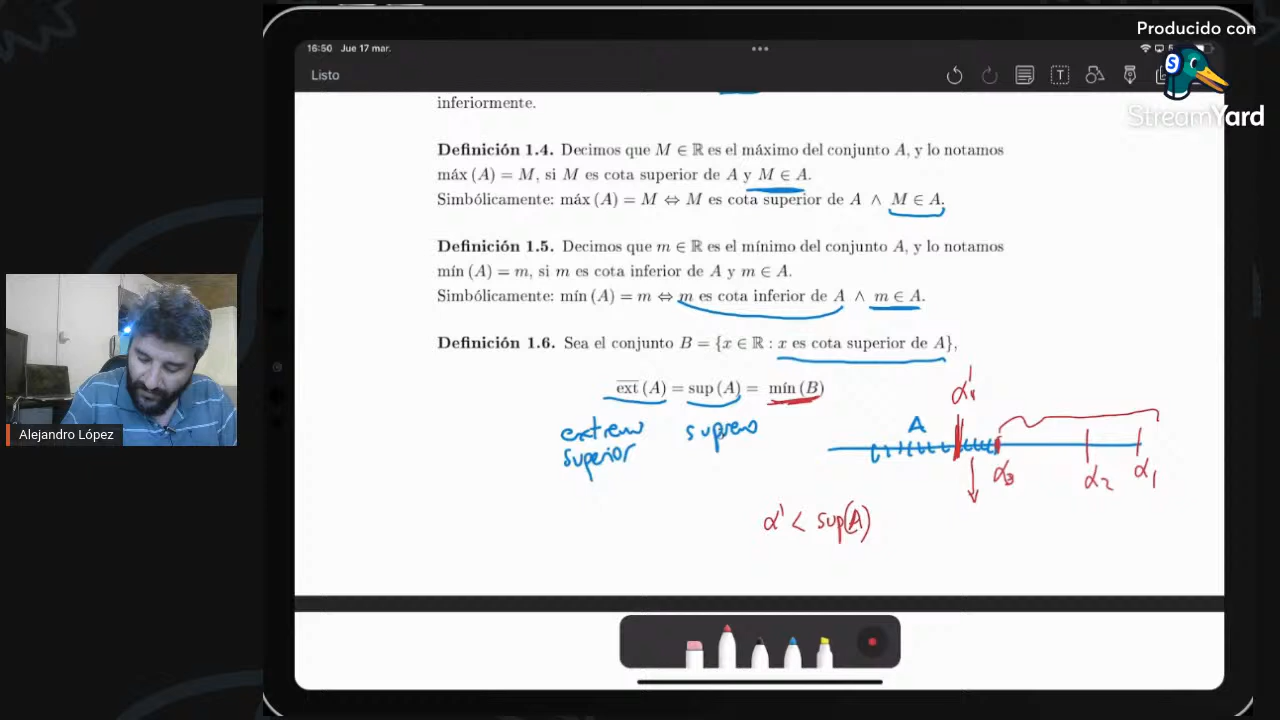 Producido con
StreamYard
16:50 Jue 17 mar.
Listo
inferiormente.
Definición 1.4. Decimos que M ∈ ℝ es el máximo del conjunto A, y lo notamos
máx (A) = M, si M es cota superior de A y M ∈ A.
Simbólicamente: máx (A) = M ⇔ M es cota superior de A ∧ M ∈ A.
Definición 1.5. Decimos que m ∈ ℝ es el mínimo del conjunto A, y lo notamos
mín (A) = m, si m es cota inferior de A y m ∈ A.
Simbólicamente: mín (A) = m ⇔ m es cota inferior de A ∧ m ∈ A.
Definición 1.6. Sea el conjunto B = {x ∈ ℝ : x es cota superior de A},
ext̅ (A) = sup (A) = mín (B)
extremo
superior
supremo
A
α'
α₂
α₁
α' < sup(A)
Alejandro López